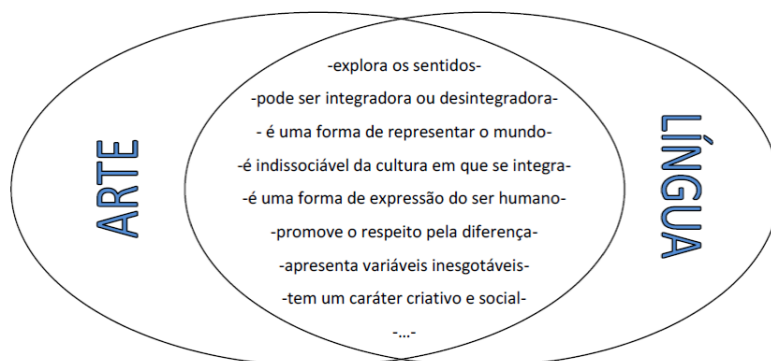 ARTE
-explora os sentidos-
-pode ser integradora ou desintegradora-
- é uma forma de representar o mundo-
-é indissociável da cultura em que se integra-
-é uma forma de expressão do ser humano-
-promove o respeito pela diferença-
-apresenta variáveis inesgotáveis-
-tem um caráter criativo e social-
-...-
LÍNGUA